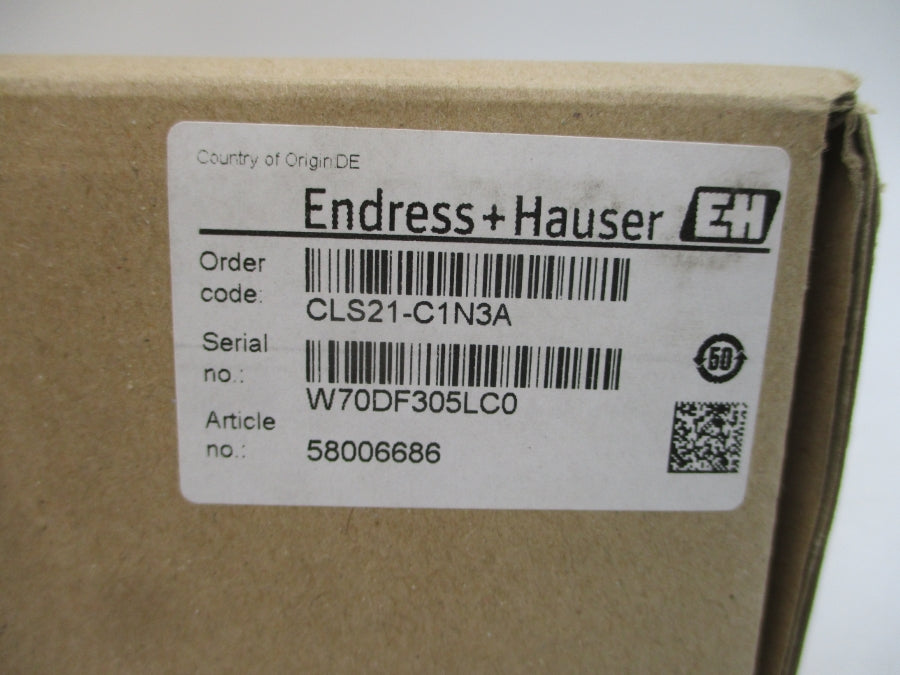 Country of Origin:DE
Endress+Hauser EH
Order code: CLS21-C1N3A
Serial no.: W70DF305LC0
50
Article no.: 58006686